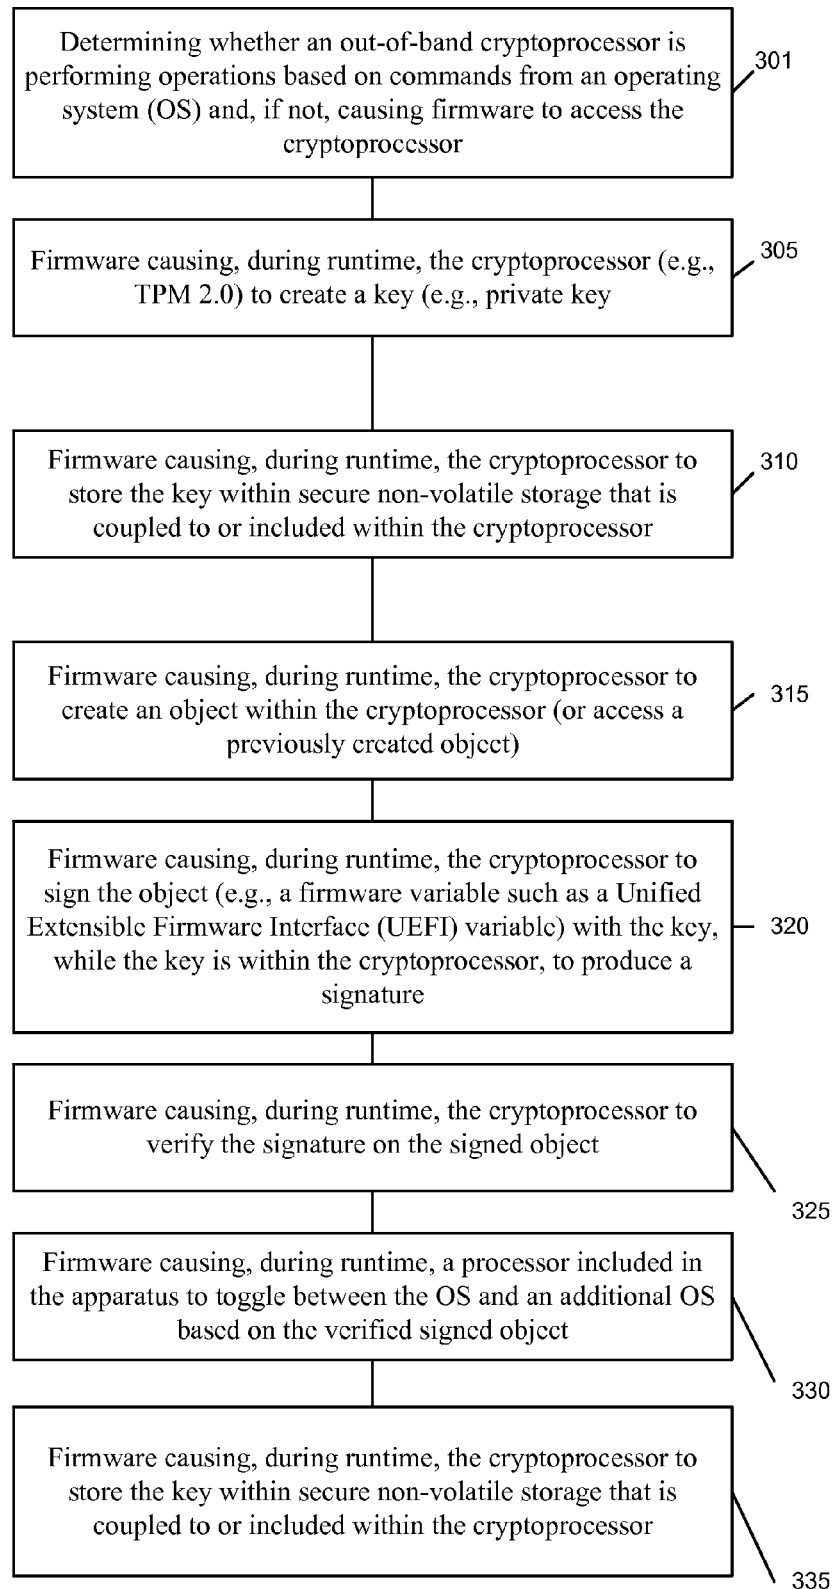 Determining whether an out-of-band cryptoprocessor is
performing operations based on commands from an operating
system (OS) and, if not, causing firmware to access the
cryptoprocessor
301
Firmware causing, during runtime, the cryptoprocessor (e.g.,
TPM 2.0) to create a key (e.g., private key
305
Firmware causing, during runtime, the cryptoprocessor to
store the key within secure non-volatile storage that is
coupled to or included within the cryptoprocessor
310
Firmware causing, during runtime, the cryptoprocessor to
create an object within the cryptoprocessor (or access a
previously created object)
315
Firmware causing, during runtime, the cryptoprocessor to
sign the object (e.g., a firmware variable such as a Unified
Extensible Firmware Interface (UEFI) variable) with the key,
while the key is within the cryptoprocessor, to produce a
signature
320
Firmware causing, during runtime, the cryptoprocessor to
verify the signature on the signed object
325
Firmware causing, during runtime, a processor included in
the apparatus to toggle between the OS and an additional OS
based on the verified signed object
330
Firmware causing, during runtime, the cryptoprocessor to
store the key within secure non-volatile storage that is
coupled to or included within the cryptoprocessor
335